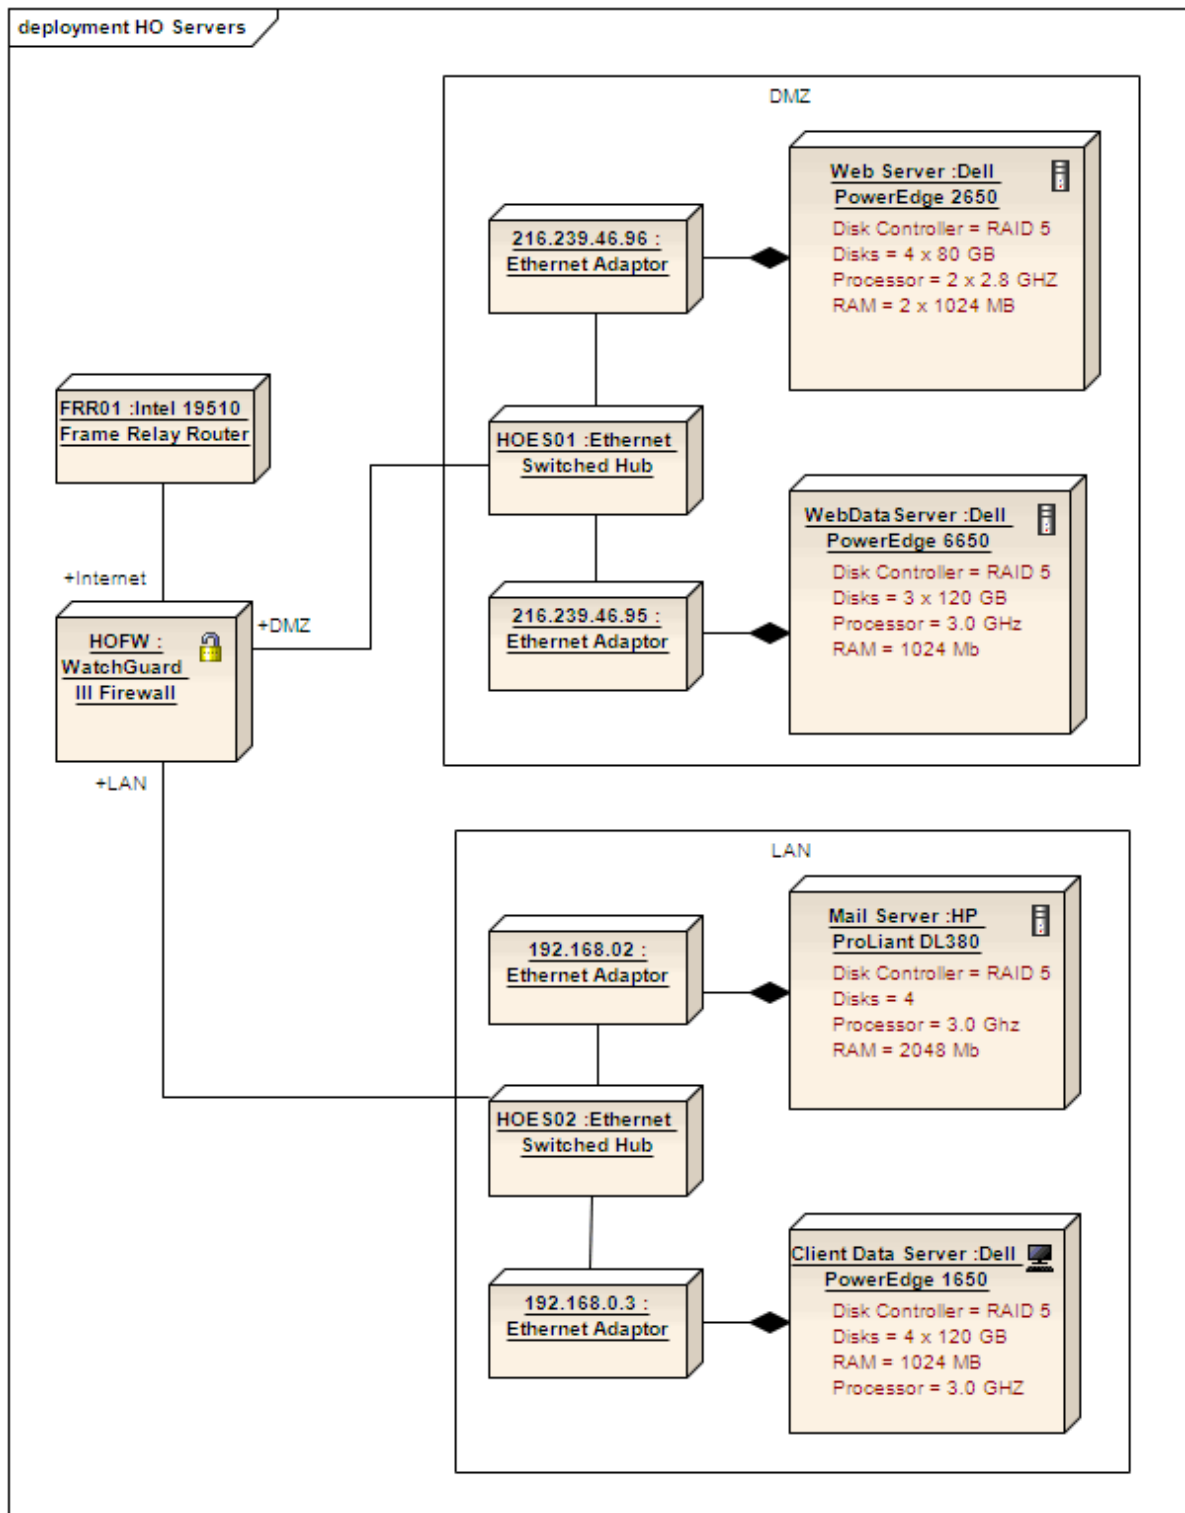 deployment HO Servers
DMZ
Web Server :Dell
PowerEdge 2650
Disk Controller = RAID 5
Disks = 4 x 80 GB
Processor = 2 x 2.8 GHZ
RAM = 2 x 1024 MB
216.239.46.96 :
Ethernet Adaptor
FRR01 :Intel 19510
Frame Relay Router
HOES01 :Ethernet
Switched Hub
WebDataServer :Dell
PowerEdge 6650
Disk Controller = RAID 5
Disks = 3 x 120 GB
Processor = 3.0 GHz
RAM = 1024 Mb
+Internet
216.239.46.95 :
Ethernet Adaptor
+DMZ
HOFW :
WatchGuard
III Firewall
+LAN
LAN
Mail Server :HP
ProLiant DL380
Disk Controller = RAID 5
Disks = 4
Processor = 3.0 Ghz
RAM = 2048 Mb
192.168.02 :
Ethernet Adaptor
HOES02 :Ethernet
Switched Hub
Client Data Server :Dell
PowerEdge 1650
Disk Controller = RAID 5
Disks = 4 x 120 GB
RAM = 1024 MB
Processor = 3.0 GHZ
192.168.0.3 :
Ethernet Adaptor